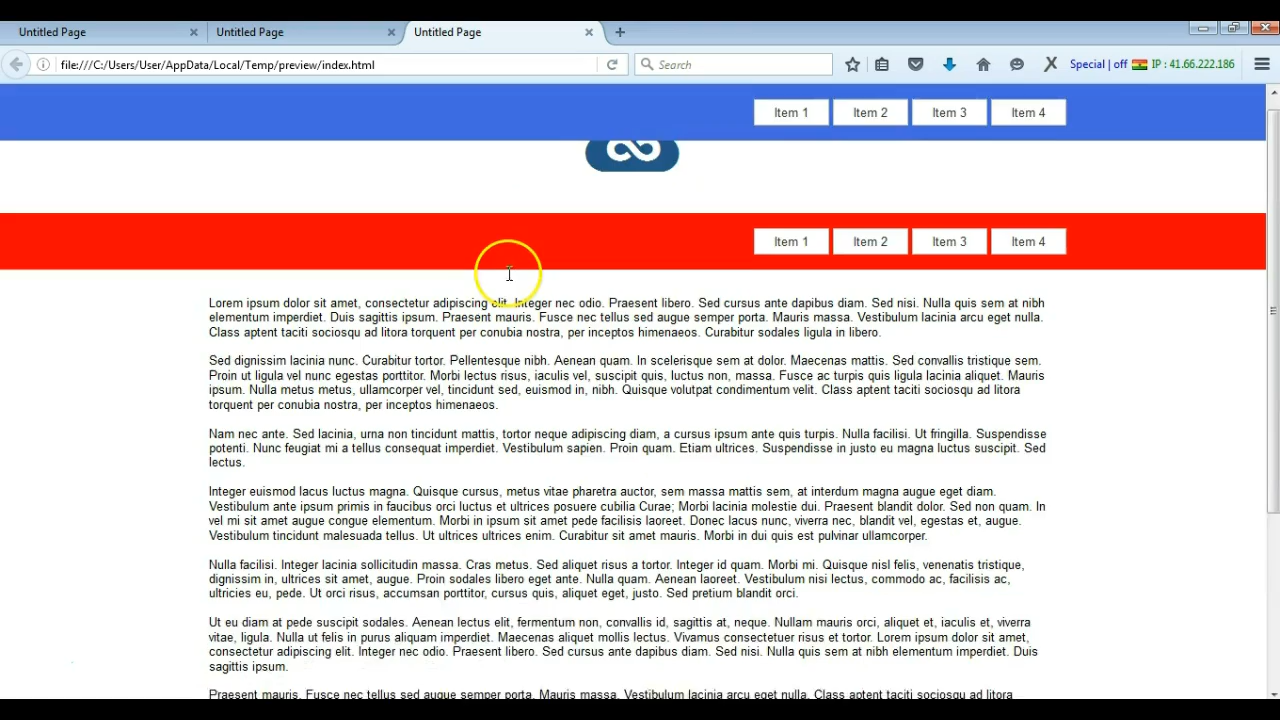 Untitled Page
Untitled Page
Untitled Page
file:///C:/Users/User/AppData/Local/Temp/preview/index.html
Search
Special | off IP : 41.66.222.186
Item 1 Item 2 Item 3 Item 4
Item 1 Item 2 Item 3 Item 4
Lorem ipsum dolor sit amet, consectetur adipiscing elit. Integer nec odio. Praesent libero. Sed cursus ante dapibus diam. Sed nisi. Nulla quis sem at nibh
elementum imperdiet. Duis sagittis ipsum. Praesent mauris. Fusce nec tellus sed augue semper porta. Mauris massa. Vestibulum lacinia arcu eget nulla.
Class aptent taciti sociosqu ad litora torquent per conubia nostra, per inceptos himenaeos. Curabitur sodales ligula in libero.
Sed dignissim lacinia nunc. Curabitur tortor. Pellentesque nibh. Aenean quam. In scelerisque sem at dolor. Maecenas mattis. Sed convallis tristique sem.
Proin ut ligula vel nunc egestas porttitor. Morbi lectus risus, iaculis vel, suscipit quis, luctus non, massa. Fusce ac turpis quis ligula lacinia aliquet. Mauris
ipsum. Nulla metus metus, ullamcorper vel, tincidunt sed, euismod in, nibh. Quisque volutpat condimentum velit. Class aptent taciti sociosqu ad litora
torquent per conubia nostra, per inceptos himenaeos.
Nam nec ante. Sed lacinia, urna non tincidunt mattis, tortor neque adipiscing diam, a cursus ipsum ante quis turpis. Nulla facilisi. Ut fringilla. Suspendisse
potenti. Nunc feugiat mi a tellus consequat imperdiet. Vestibulum sapien. Proin quam. Etiam ultrices. Suspendisse in justo eu magna luctus suscipit. Sed
lectus.
Integer euismod lacus luctus magna. Quisque cursus, metus vitae pharetra auctor, sem massa mattis sem, at interdum magna augue eget diam.
Vestibulum ante ipsum primis in faucibus orci luctus et ultrices posuere cubilia Curae; Morbi lacinia molestie dui. Praesent blandit dolor. Sed non quam. In
vel mi sit amet augue congue elementum. Morbi in ipsum sit amet pede facilisis laoreet. Donec lacus nunc, viverra nec, blandit vel, egestas et, augue.
Vestibulum tincidunt malesuada tellus. Ut ultrices ultrices enim. Curabitur sit amet mauris. Morbi in dui quis est pulvinar ullamcorper.
Nulla facilisi. Integer lacinia sollicitudin massa. Cras metus. Sed aliquet risus a tortor. Integer id quam. Morbi mi. Quisque nisl felis, venenatis tristique,
dignissim in, ultrices sit amet, augue. Proin sodales libero eget ante. Nulla quam. Aenean laoreet. Vestibulum nisi lectus, commodo ac, facilisis ac,
ultricies eu, pede. Ut orci risus, accumsan porttitor, cursus quis, aliquet eget, justo. Sed pretium blandit orci.
Ut eu diam at pede suscipit sodales. Aenean lectus elit, fermentum non, convallis id, sagittis at, neque. Nullam mauris orci, aliquet et, iaculis et, viverra
vitae, ligula. Nulla ut felis in purus aliquam imperdiet. Maecenas aliquet mollis lectus. Vivamus consectetuer risus et tortor. Lorem ipsum dolor sit amet,
consectetur adipiscing elit. Integer nec odio. Praesent libero. Sed cursus ante dapibus diam. Sed nisi. Nulla quis sem at nibh elementum imperdiet. Duis
sagittis ipsum.
Praesent mauris. Fusce nec tellus sed augue semper porta. Mauris massa. Vestibulum lacinia arcu eget nulla. Class aptent taciti sociosqu ad litora